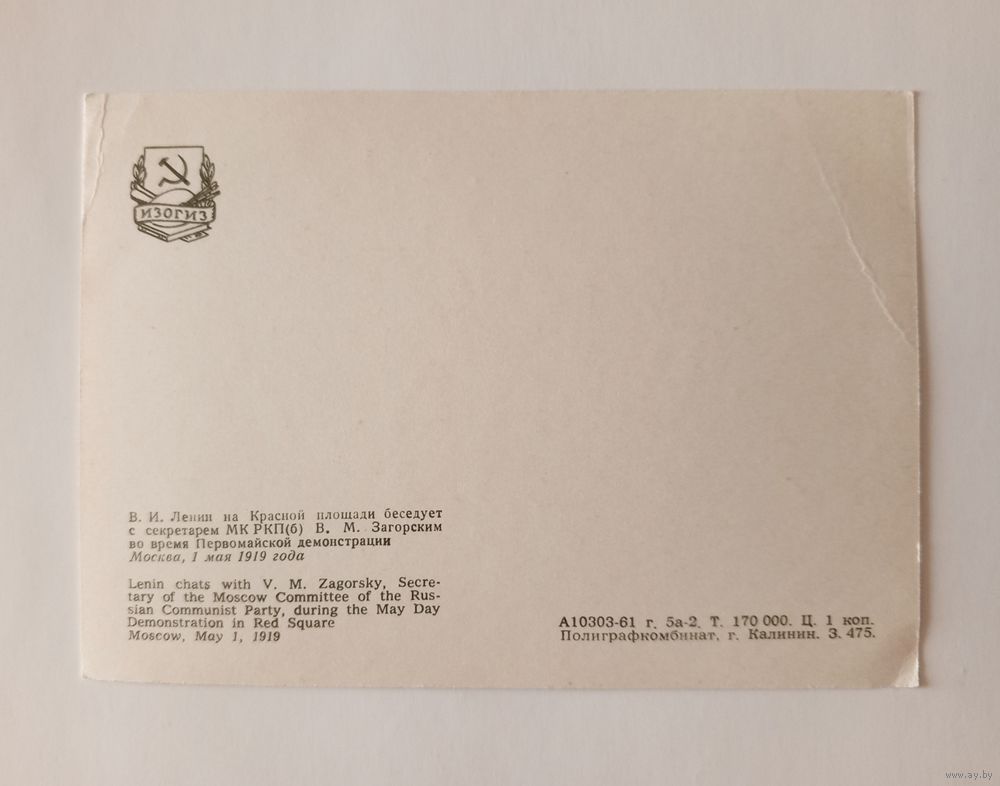 ИЗОГИЗ
В. И. Ленин на Красной площади беседует
с секретарем МК РКП(б) В. М. Загорским
во время Первомайской демонстрации
Москва, 1 мая 1919 года
Lenin chats with V. M. Zagorsky, Secre-
tary of the Moscow Committee of the Rus-
sian Communist Party, during the May Day
Demonstration in Red Square
Moscow, May 1, 1919
А10303-61 г. 5а-2. Т. 170 000. Ц. 1 коп.
Полиграфкомбинат, г. Калинин. З. 475.
www.ay.by